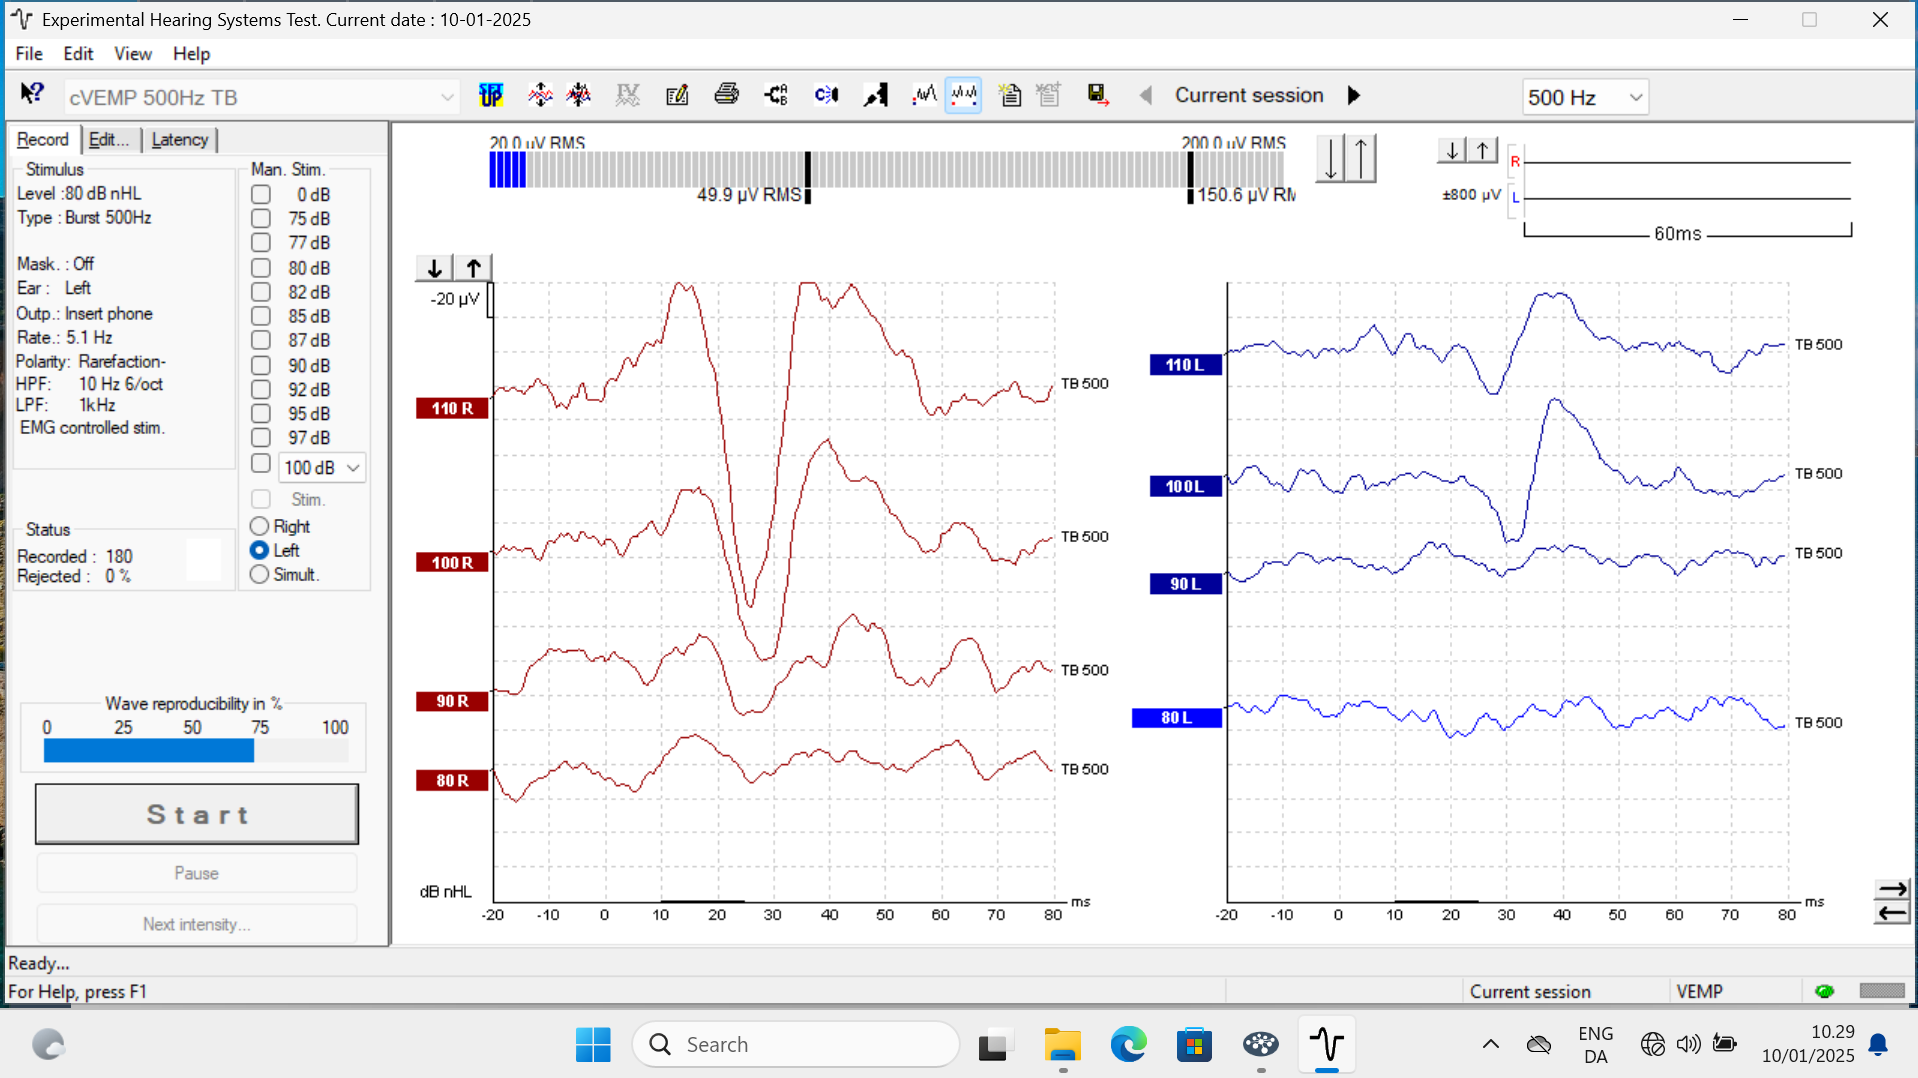 Experimental Hearing Systems Test. Current date : 10-01-2025
File Edit View Help
cVEMP 500Hz TB
Current session
500 Hz
Record Edit... Latency
Stimulus
Level :80 dB nHL
Type : Burst 500Hz
Mask. : Off
Ear : Left
Outp.: Insert phone
Rate.: 5.1 Hz
Polarity: Rarefaction-
HPF: 10 Hz 6/oct
LPF: 1kHz
EMG controlled stim.
Man. Stim.
0 dB
75 dB
77 dB
80 dB
82 dB
85 dB
87 dB
90 dB
92 dB
95 dB
97 dB
100 dB
Stim.
Right
Left
Simult.
Status
Recorded : 180
Rejected : 0 %
Wave reproducibility in %
0 25 50 75 100
Start
Pause
Next intensity...
20.0 µV RMS 200.0 µV RMS
49.9 µV RMS 150.6 µV RM
R
±800 µV L
60ms
-20 µV
110 R TB 500
100 R TB 500
90 R TB 500
80 R TB 500
dB nHL
-20 -10 0 10 20 30 40 50 60 70 80 ms
110 L TB 500
100 L TB 500
90 L TB 500
80 L TB 500
-20 -10 0 10 20 30 40 50 60 70 80 ms
Ready...
For Help, press F1
Current session VEMP
Search
ENG
DA
10.29
10/01/2025